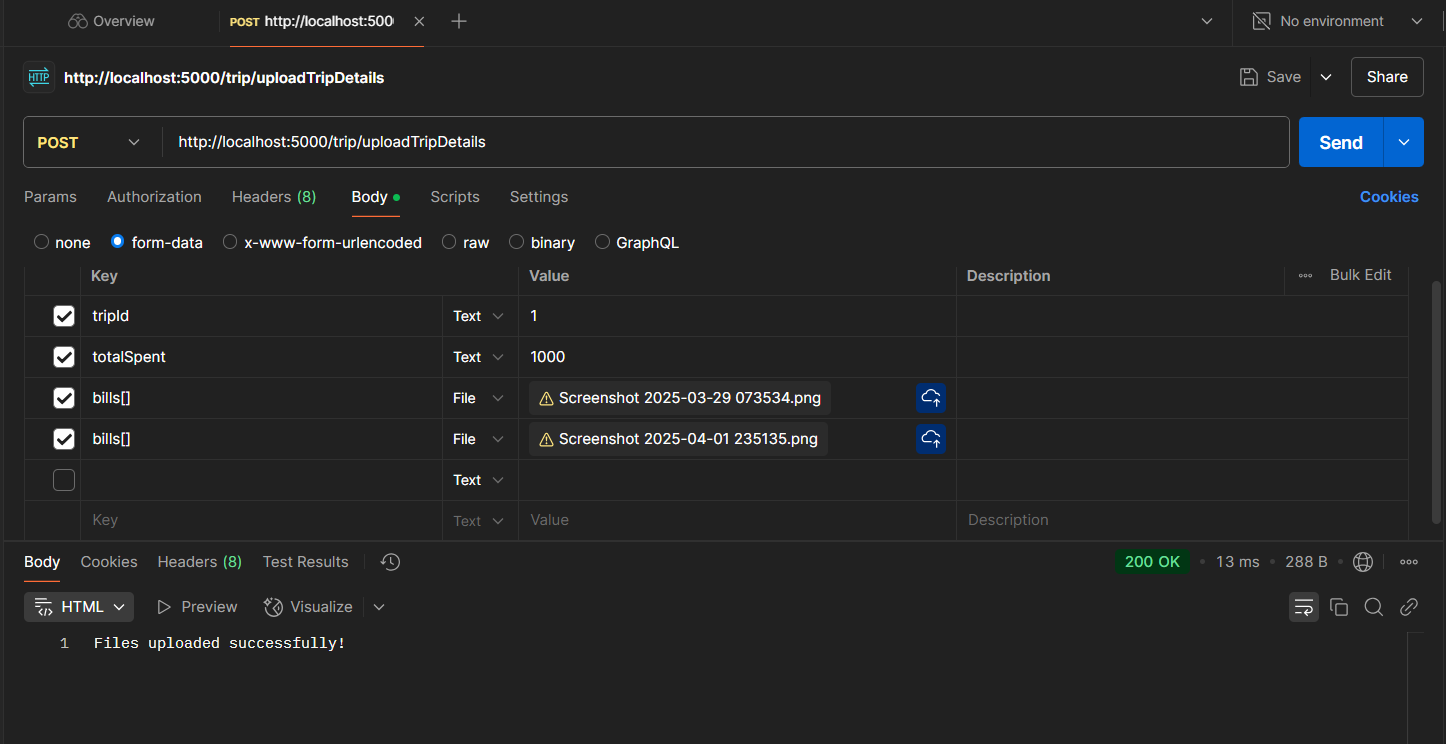 Overview POST http://localhost:500 No environment
HTTP http://localhost:5000/trip/uploadTripDetails Save Share
POST http://localhost:5000/trip/uploadTripDetails Send
Params Authorization Headers (8) Body Scripts Settings Cookies
none form-data x-www-form-urlencoded raw binary GraphQL
Key Value Description Bulk Edit
tripId Text 1
totalSpent Text 1000
bills[] File Screenshot 2025-03-29 073534.png
bills[] File Screenshot 2025-04-01 235135.png
Text
Key Text Value Description
Body Cookies Headers (8) Test Results 200 OK 13 ms 288 B
HTML Preview Visualize
1 Files uploaded successfully!